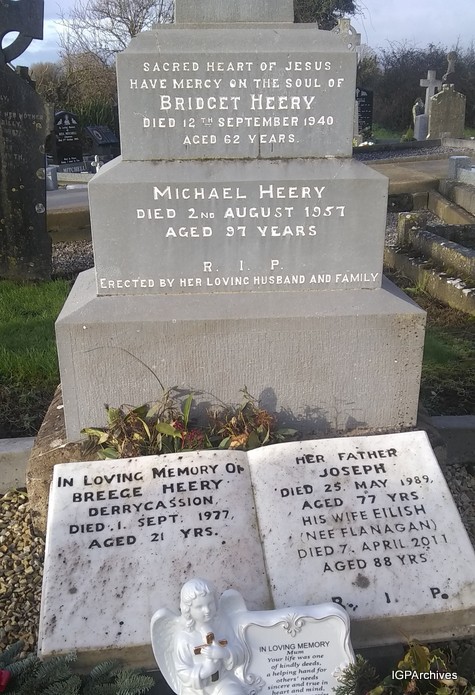 SACRED HEART OF JESUS
HAVE MERCY ON THE SOUL OF
BRIDGET HEERY
DIED 12TH SEPTEMBER 1940
AGED 62 YEARS.
MICHAEL HEERY
DIED 2ND AUGUST 1957
AGED 97 YEARS
R. I. P.
ERECTED BY HER LOVING HUSBAND AND FAMILY
IN LOVING MEMORY OF
BREEGE HEERY
DERRYCASSION.
DIED.1. SEPT. 1977,
AGED 21 YRS.
HER FATHER
JOSEPH
DIED 25. MAY 1989,
AGED 77 YRS
HIS WIFE EILISH
(NEE FLANAGAN)
DIED 7. APRIL 2011
AGED 88 YRS
R. I. P.
IN LOVING MEMORY
Mum
Your life was one
of kindly deeds,
a helping hand for
others' needs
sincere and true in
heart and mind,
IGPArchives